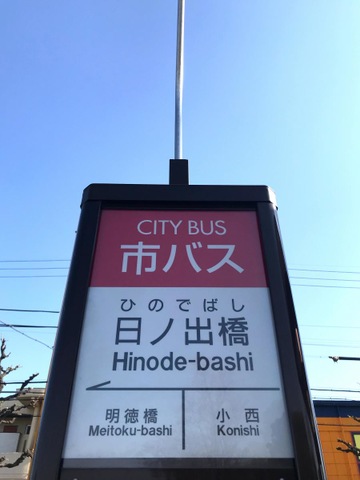 CITY BUS
市バス
ひのでばし
日ノ出橋
Hinode-bashi
明徳橋 小西
Meitoku-bashi Konishi